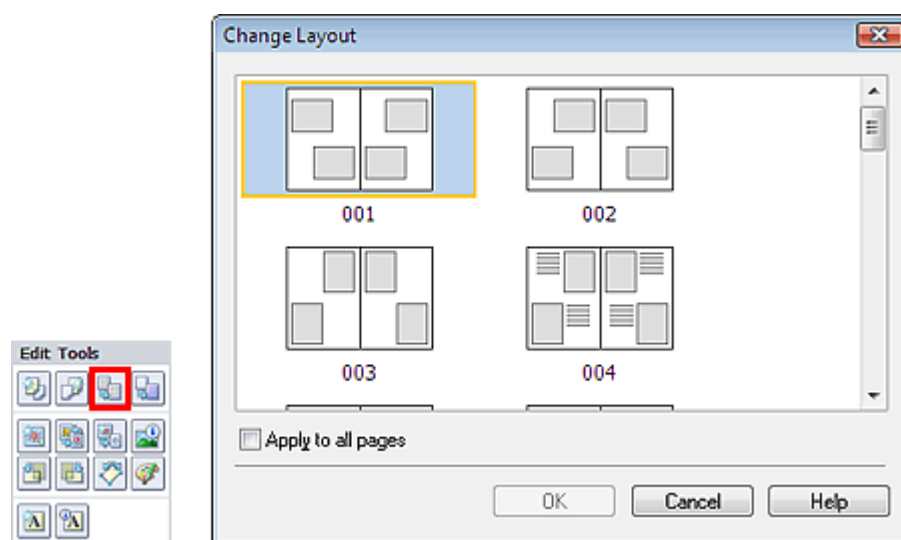 Change Layout
001
002
003
004
Apply to all pages
OK
Cancel
Help
Edit Tools
A
A